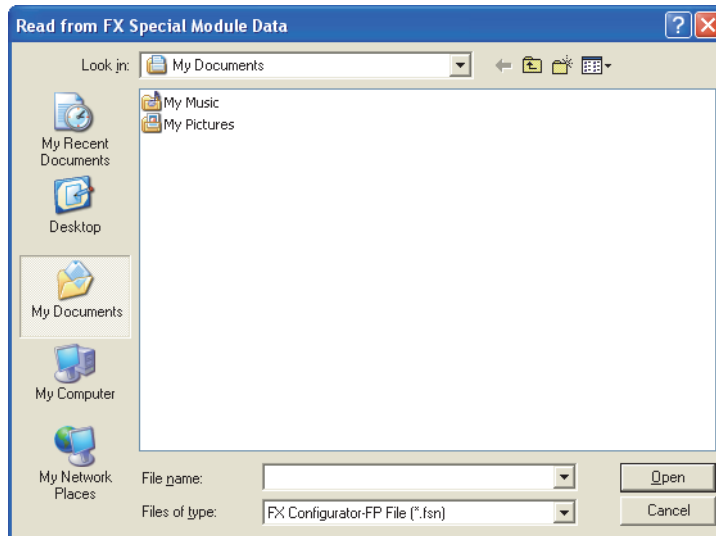 Read from FX Special Module Data
Look in:
My Documents
My Recent
Documents
Desktop
My Documents
My Computer
My Network
Places
My Music
My Pictures
File name:
Open
Files of type:
FX Configurator-FP File (*.fsn)
Cancel